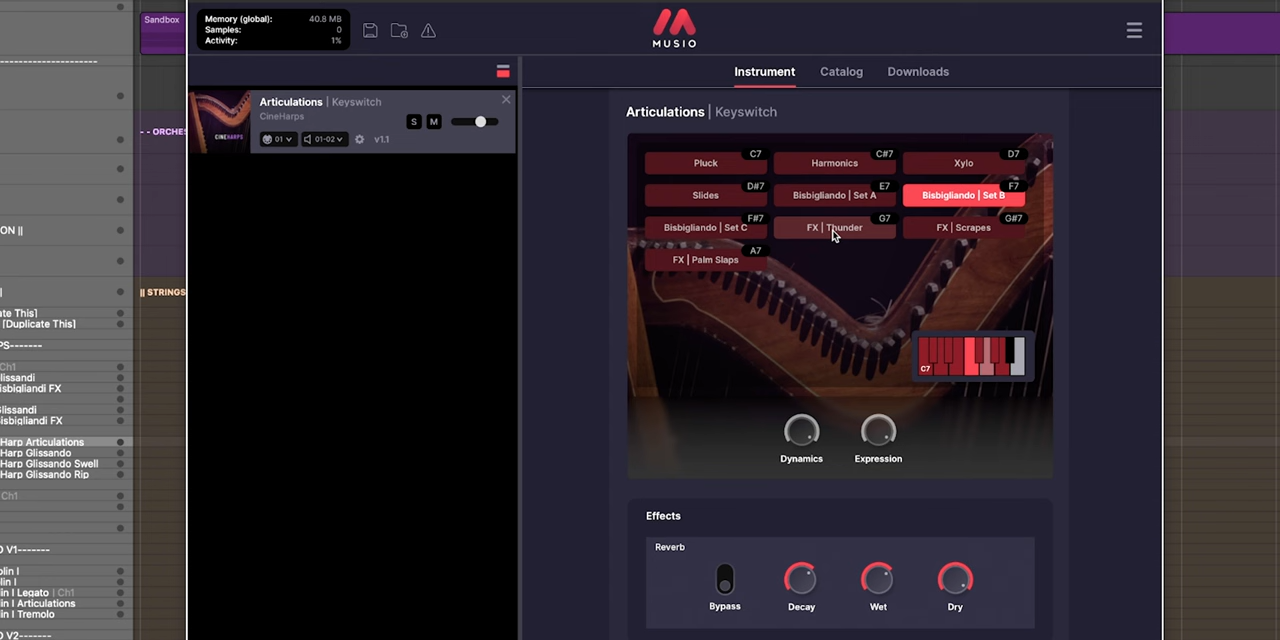 Sandbox
- - ORCHES
|| STRINGS
ON ||
|
ate This]
[Duplicate This]
PS-------
Ch1
lissandi
isbigliandi FX
Glissandi
isbigliandi FX
Harp Articulations
Harp Glissando
Harp Glissando Swell
Harp Glissando Rip
Ch1
O V1-------
lin I
lin I
in I Legato | Ch1
in I Articulations
in I Tremolo
O V2-------
Memory (global): 40.8 MB
Samples: 0
Activity: 1%
MUSIO
Instrument Catalog Downloads
CINEHARPS
Articulations | Keyswitch
CineHarps
S M
01 01-02 v1.1
Articulations | Keyswitch
Pluck C7 Harmonics C#7 Xylo D7
Slides D#7 Bisbigliando | Set A E7 Bisbigliando | Set B F7
Bisbigliando | Set C F#7 FX | Thunder G7 FX | Scrapes G#7
FX | Palm Slaps A7
C7
Dynamics Expression
Effects
Reverb
Bypass Decay Wet Dry